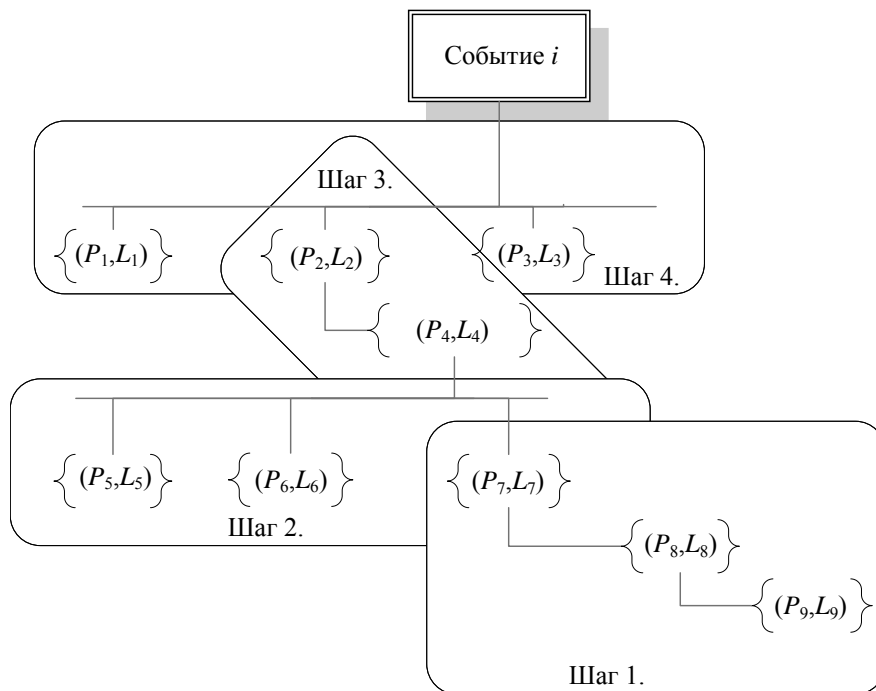 Событие i
Шаг 3.
{(P₁,L₁)} {(P₂,L₂)} {(P₃,L₃)}
Шаг 4.
{ (P₄,L₄) }
{(P₅,L₅)} {(P₆,L₆)} {(P₇,L₇)}
Шаг 2.
{(P₈,L₈)}
{(P₉,L₉)}
Шаг 1.